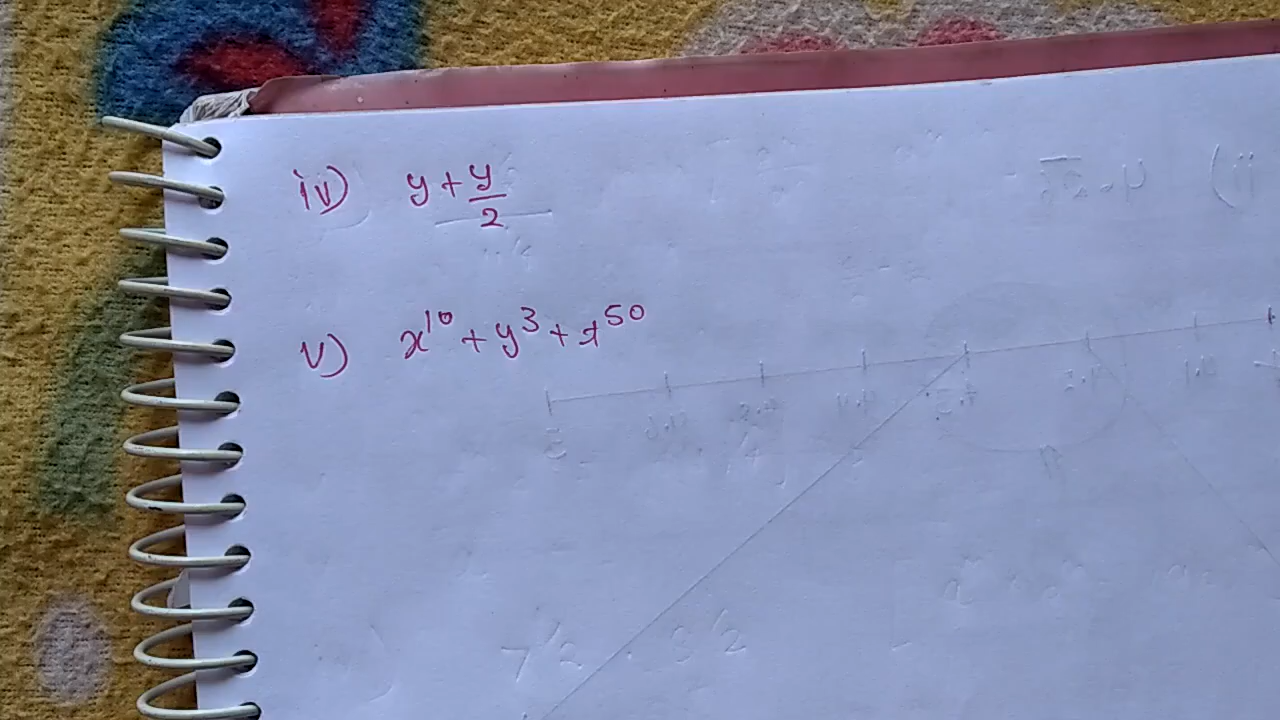 iv) y + y/2
v) x¹⁰ + y³ + t⁵⁰